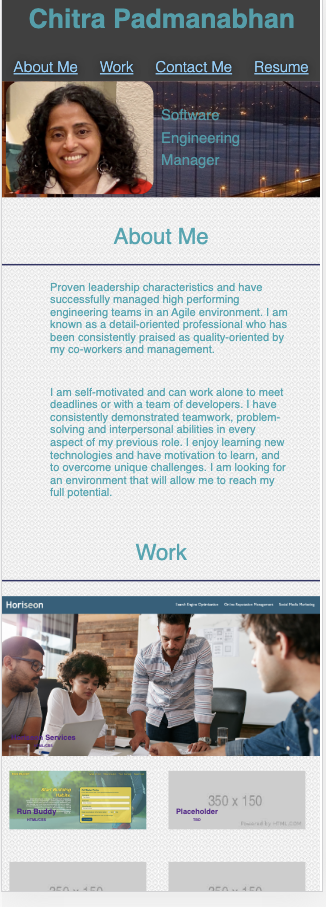 Chitra Padmanabhan
About Me Work Contact Me Resume
Software
Engineering
Manager
About Me
Proven leadership characteristics and have
successfully managed high performing
engineering teams in an Agile environment. I am
known as a detail-oriented professional who has
been consistently praised as quality-oriented by
my co-workers and management.
I am self-motivated and can work alone to meet
deadlines or with a team of developers. I have
consistently demonstrated teamwork, problem-
solving and interpersonal abilities in every
aspect of my previous role. I enjoy learning new
technologies and have motivation to learn, and
to overcome unique challenges. I am looking for
an environment that will allow me to reach my
full potential.
Work
Horiseon
Search Engine Optimization Online Reputation Management Social Media Marketing
Services
Run Buddy
HTML/CSS
350 x 150
Placeholder
Powered by HTML.COM
350 x 150
350 x 150